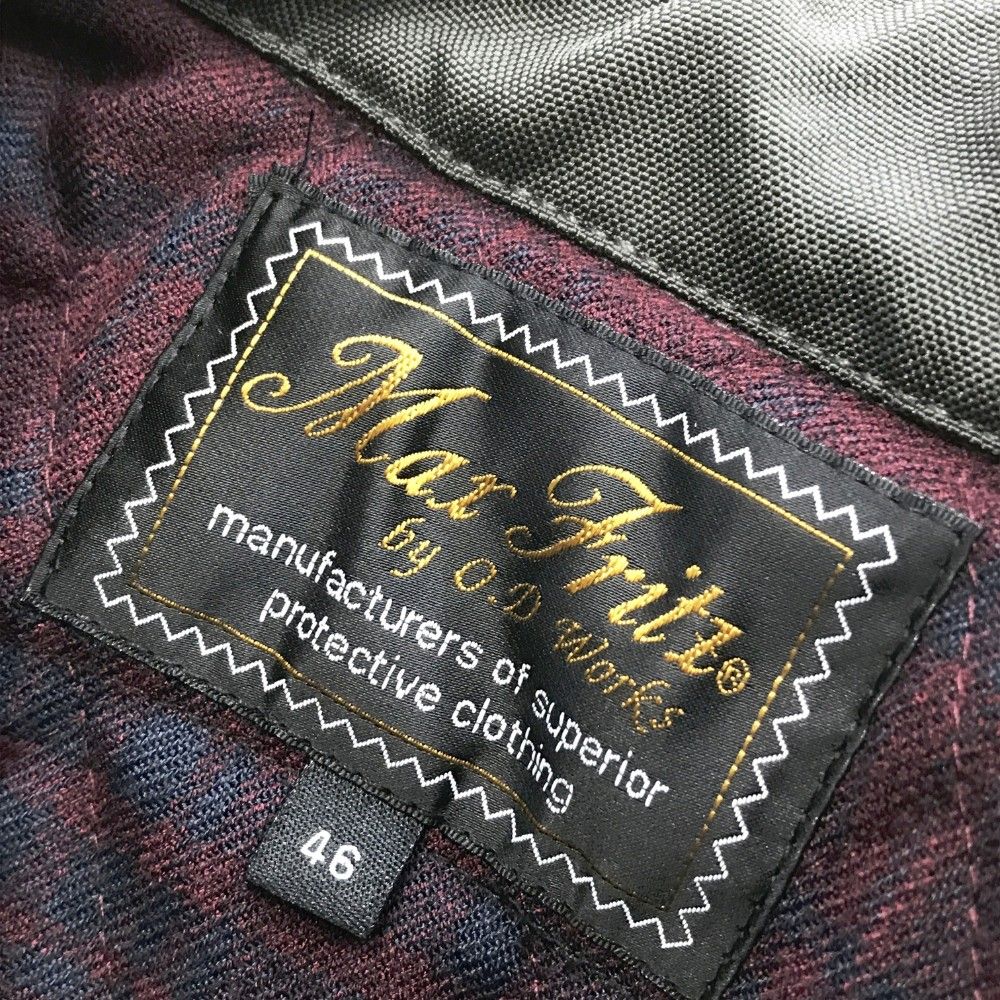 Max Fritz®
by O.D Works
manufacturers of superior
protective clothing
46